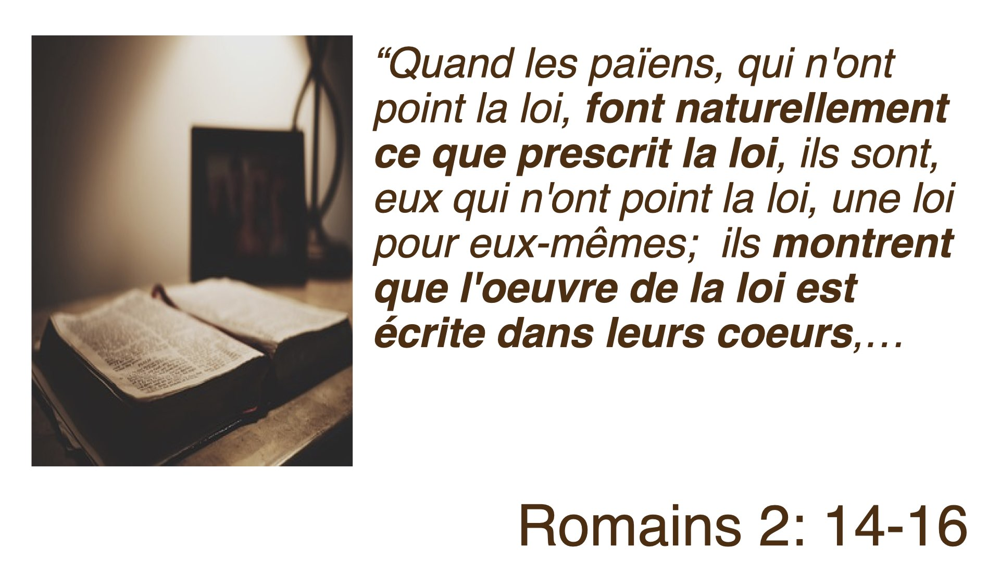 “Quand les païens, qui n'ont
point la loi, font naturellement
ce que prescrit la loi, ils sont,
eux qui n'ont point la loi, une loi
pour eux-mêmes;  ils montrent
que l'oeuvre de la loi est
écrite dans leurs coeurs,…
Romains 2: 14-16